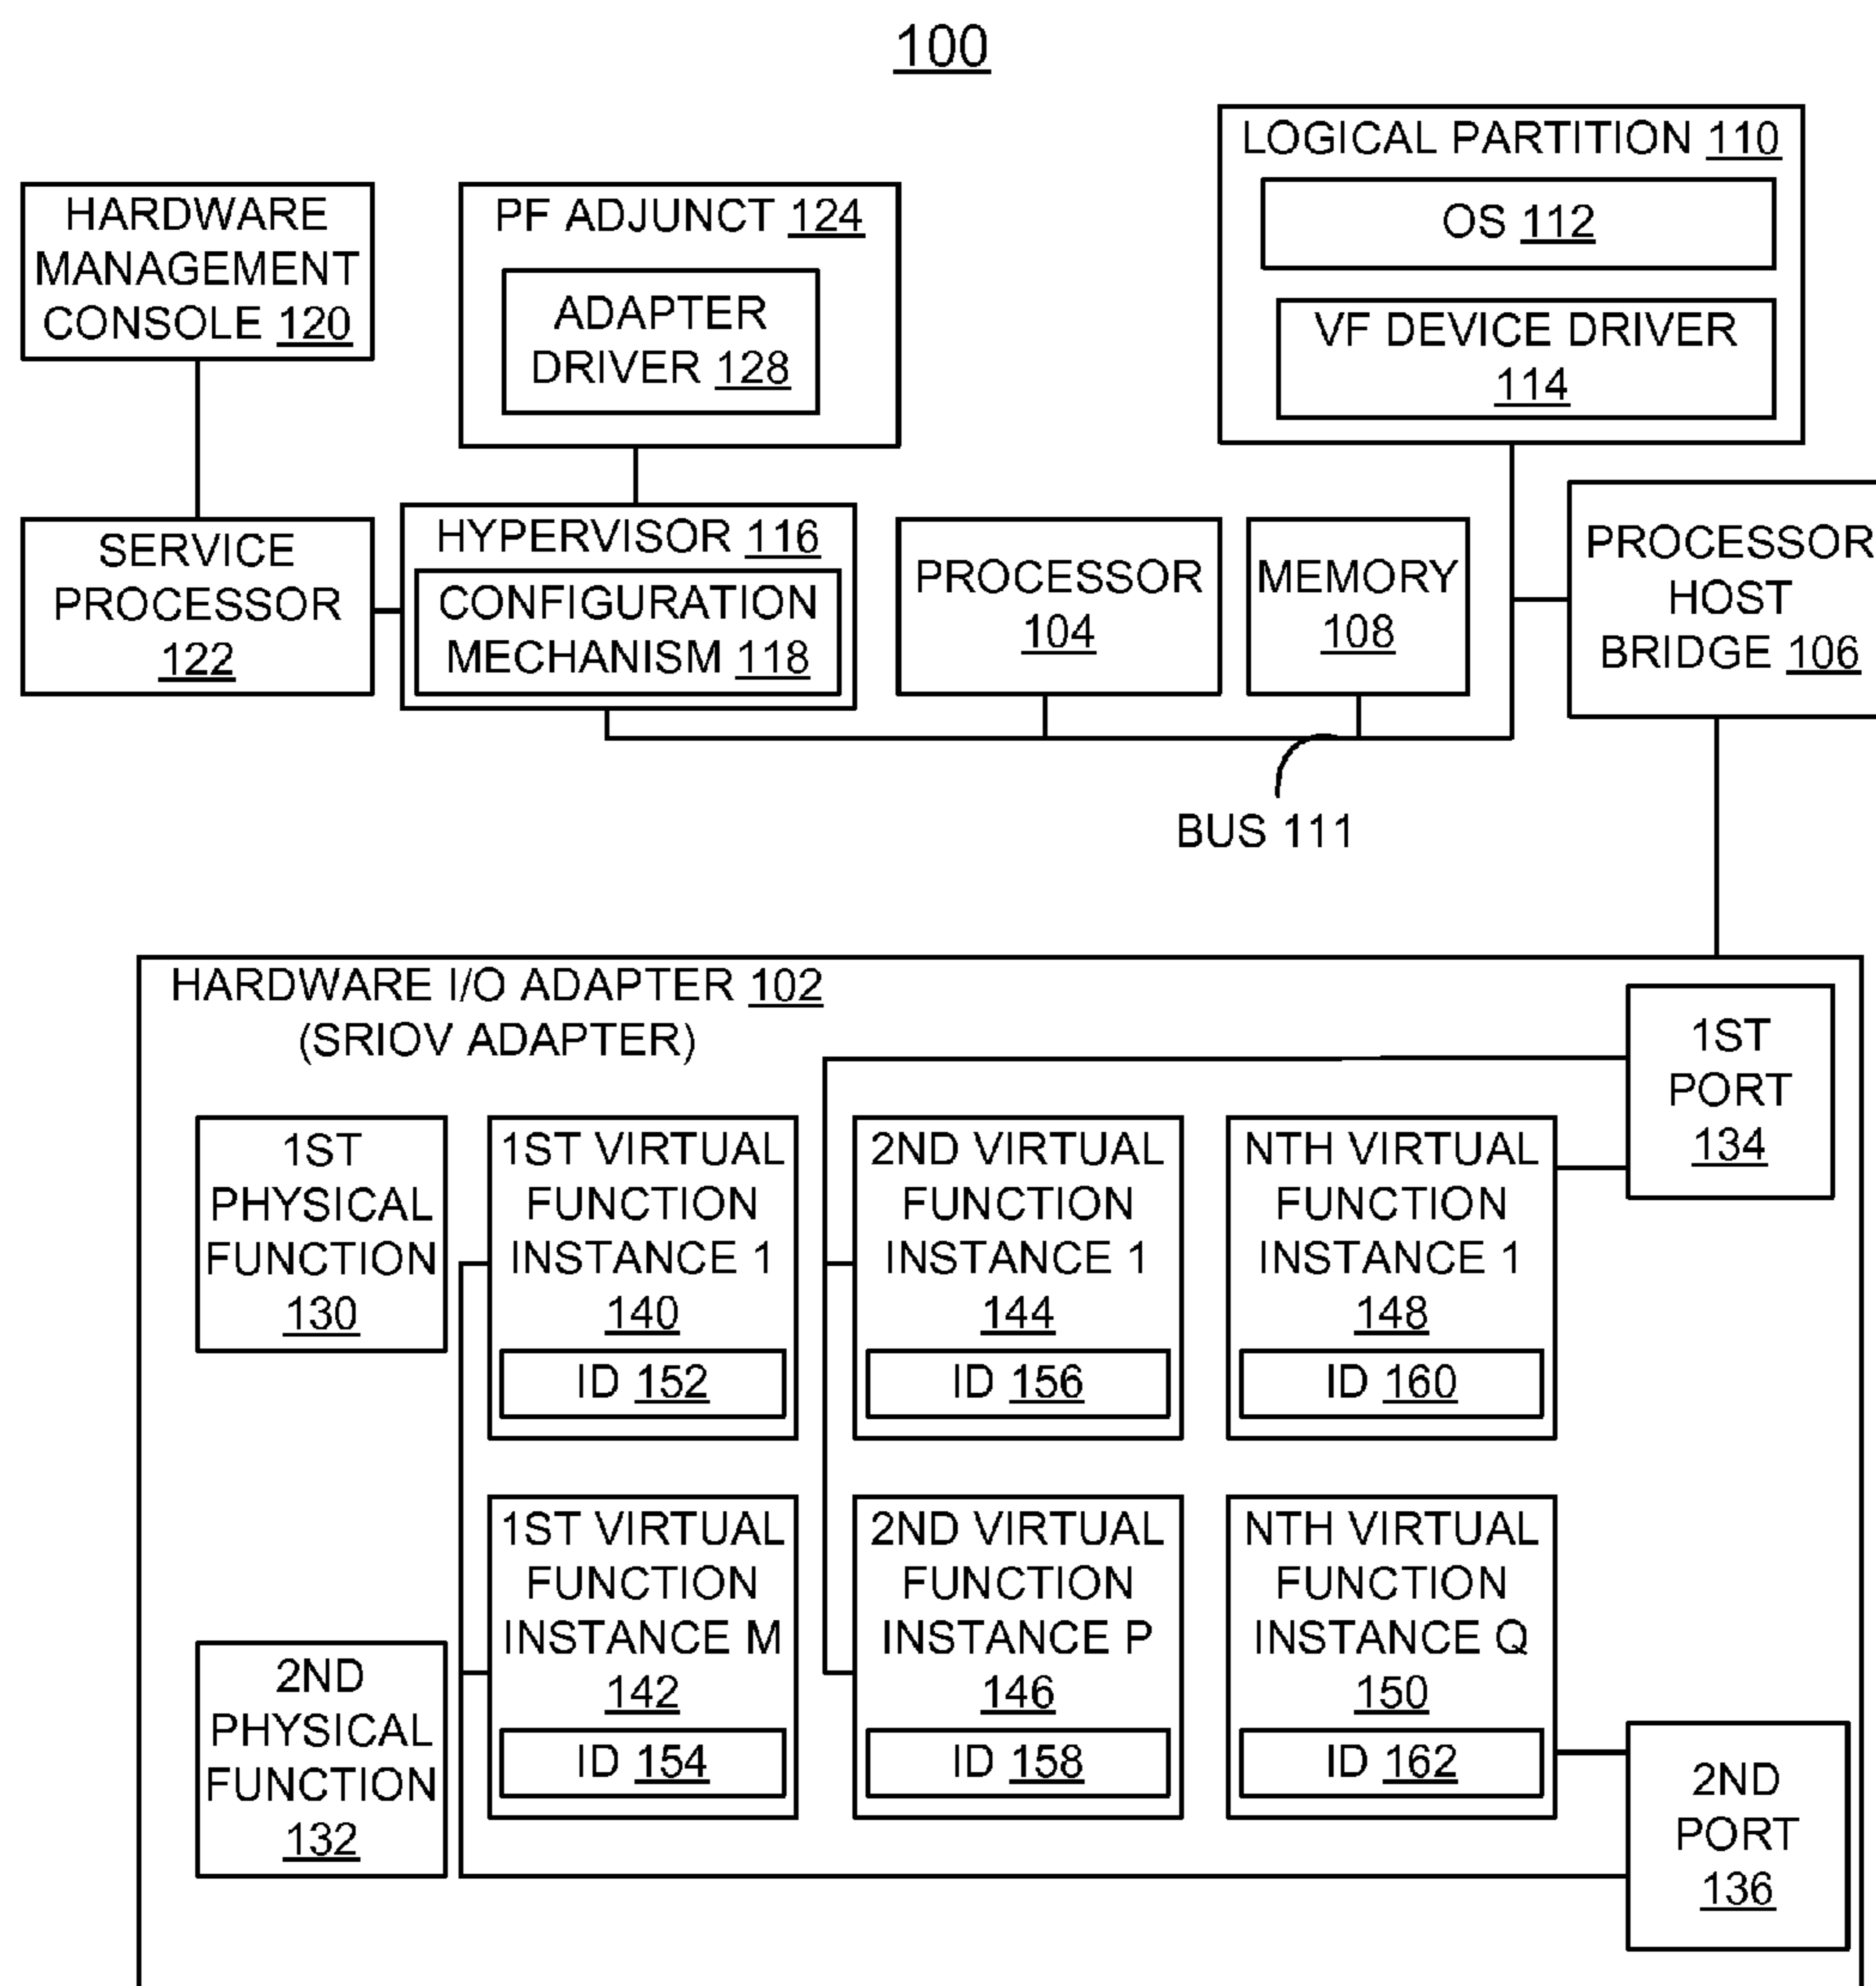 100
HARDWARE
MANAGEMENT
CONSOLE 120
PF ADJUNCT 124
ADAPTER
DRIVER 128
LOGICAL PARTITION 110
OS 112
VF DEVICE DRIVER
114
SERVICE
PROCESSOR
122
HYPERVISOR 116
CONFIGURATION
MECHANISM 118
PROCESSOR
104
MEMORY
108
PROCESSOR
HOST
BRIDGE 106
BUS 111
HARDWARE I/O ADAPTER 102
(SRIOV ADAPTER)
1ST
PORT
134
1ST
PHYSICAL
FUNCTION
130
1ST VIRTUAL
FUNCTION
INSTANCE 1
140
ID 152
2ND VIRTUAL
FUNCTION
INSTANCE 1
144
ID 156
NTH VIRTUAL
FUNCTION
INSTANCE 1
148
ID 160
2ND
PHYSICAL
FUNCTION
132
1ST VIRTUAL
FUNCTION
INSTANCE M
142
ID 154
2ND VIRTUAL
FUNCTION
INSTANCE P
146
ID 158
NTH VIRTUAL
FUNCTION
INSTANCE Q
150
ID 162
2ND
PORT
136